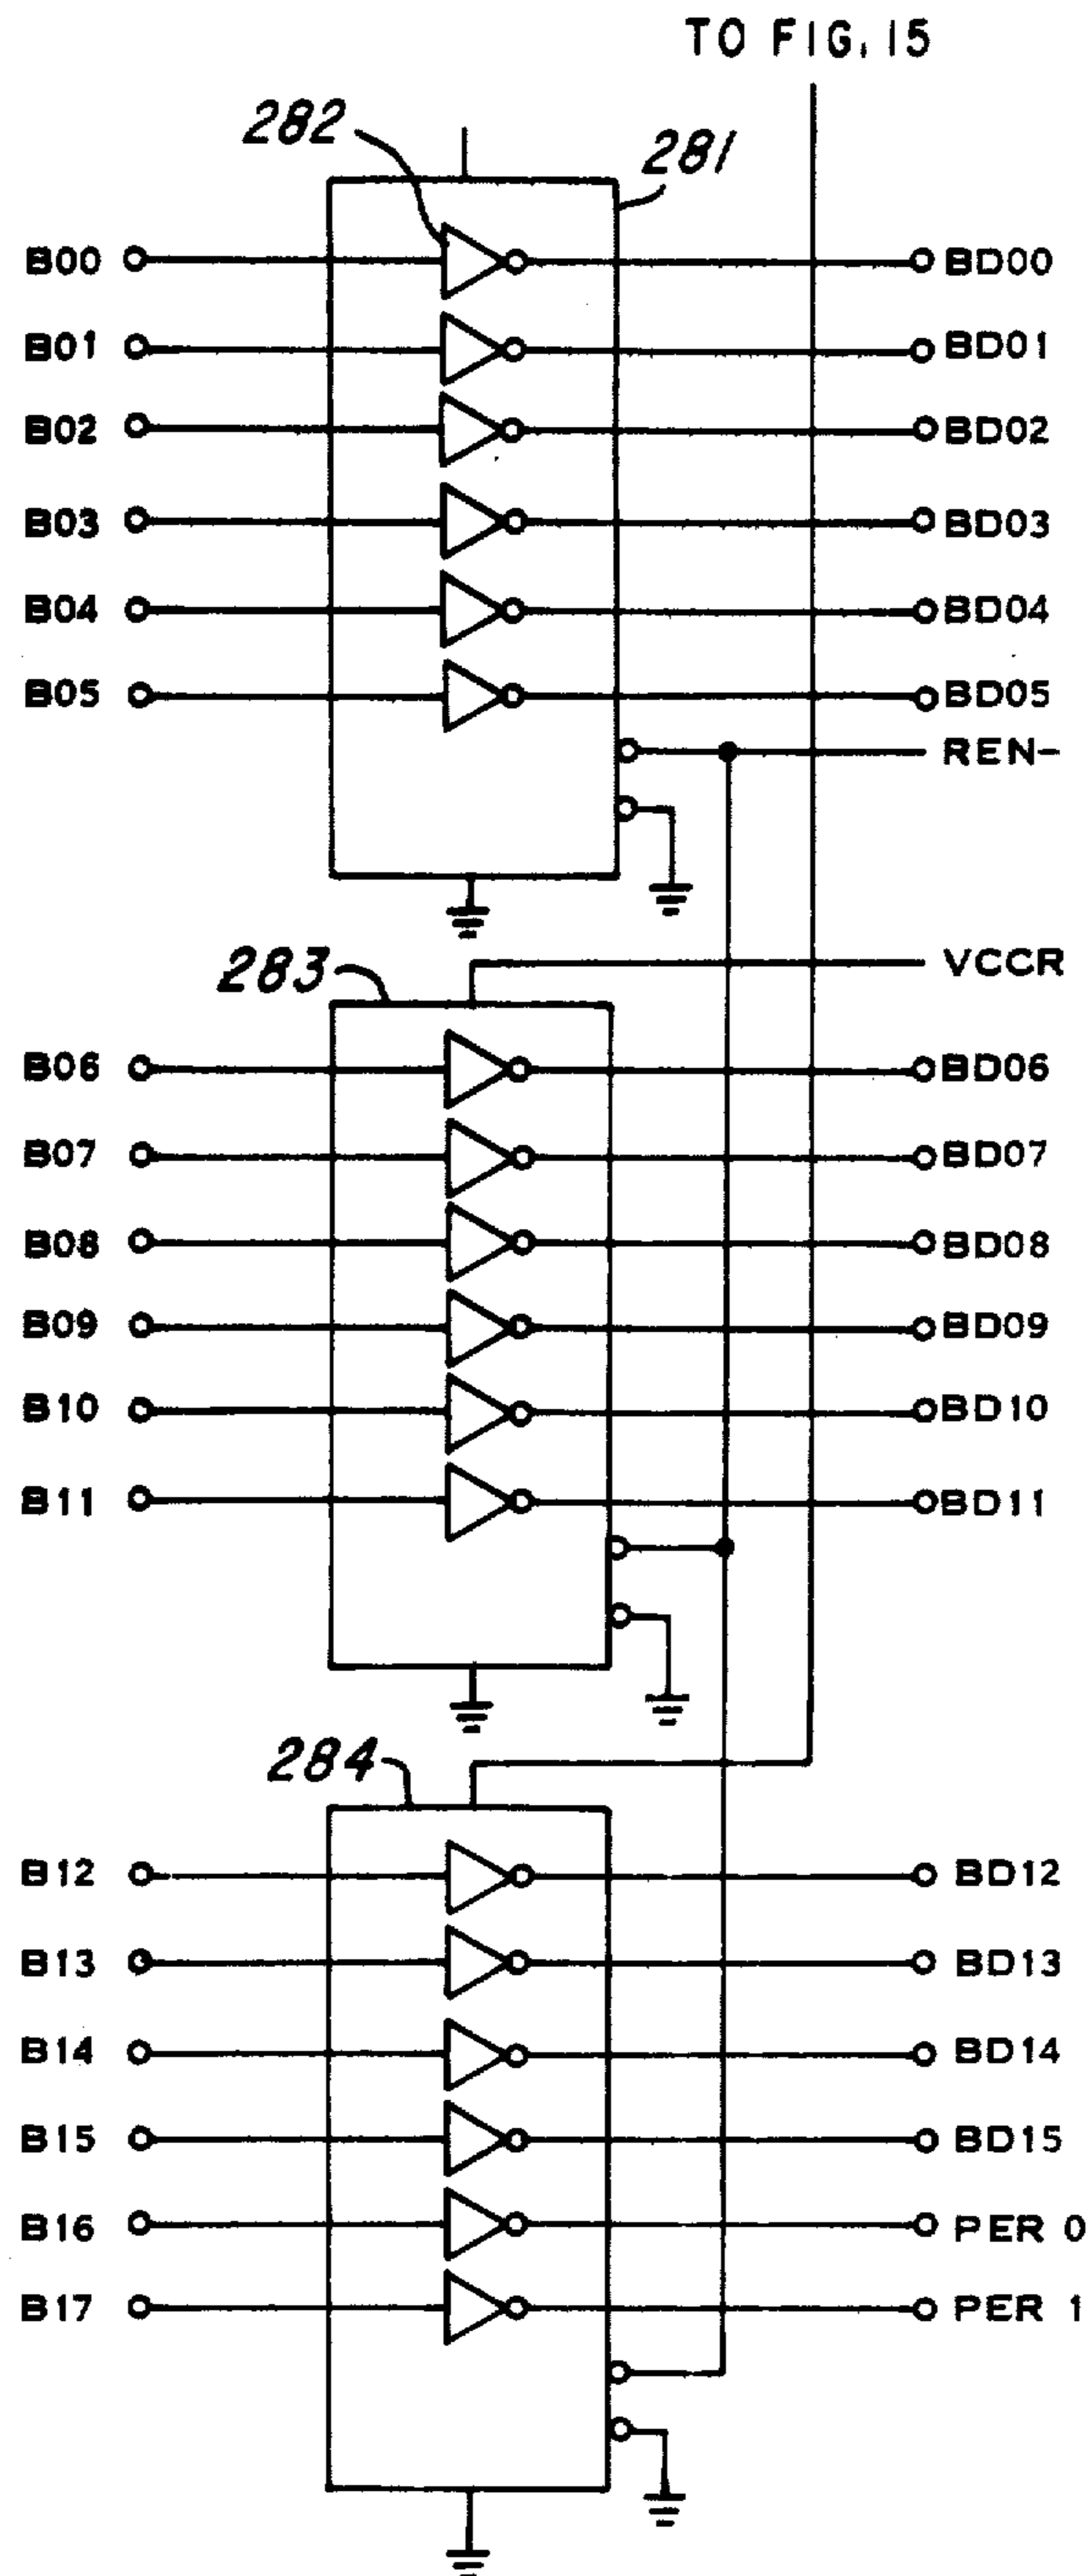 TO FIG. 15
282
281
B00 BD00
B01 BD01
B02 BD02
B03 BD03
B04 BD04
B05 BD05
REN-
283
VCCR
B06 BD06
B07 BD07
B08 BD08
B09 BD09
B10 BD10
B11 BD11
284
B12 BD12
B13 BD13
B14 BD14
B15 BD15
B16 PER 0
B17 PER 1